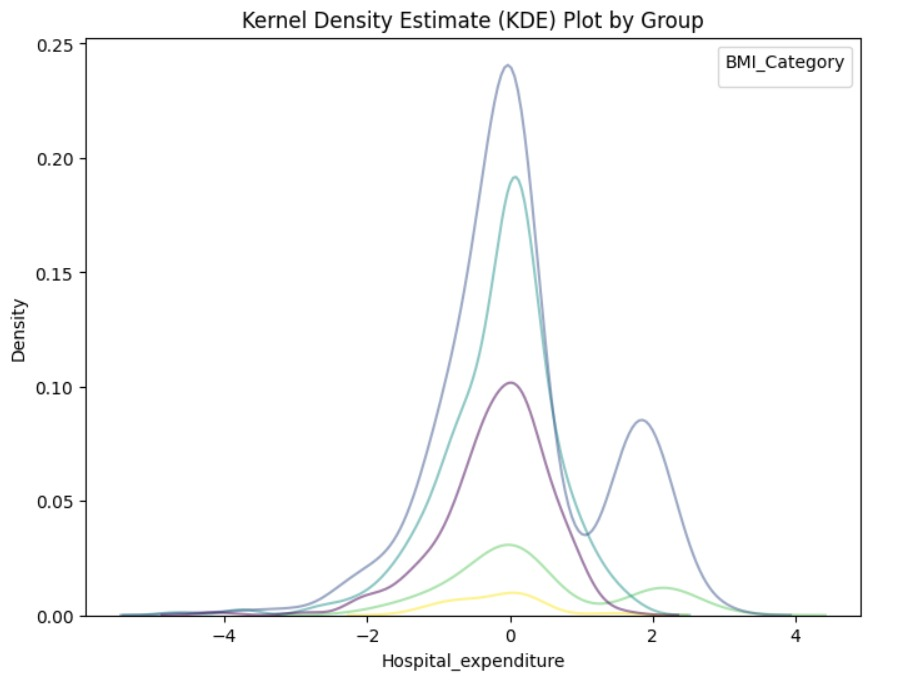 Kernel Density Estimate (KDE) Plot by Group
BMI_Category
0.25
0.20
0.15
0.10
0.05
0.00
Density
−4
−2
0
2
4
Hospital_expenditure